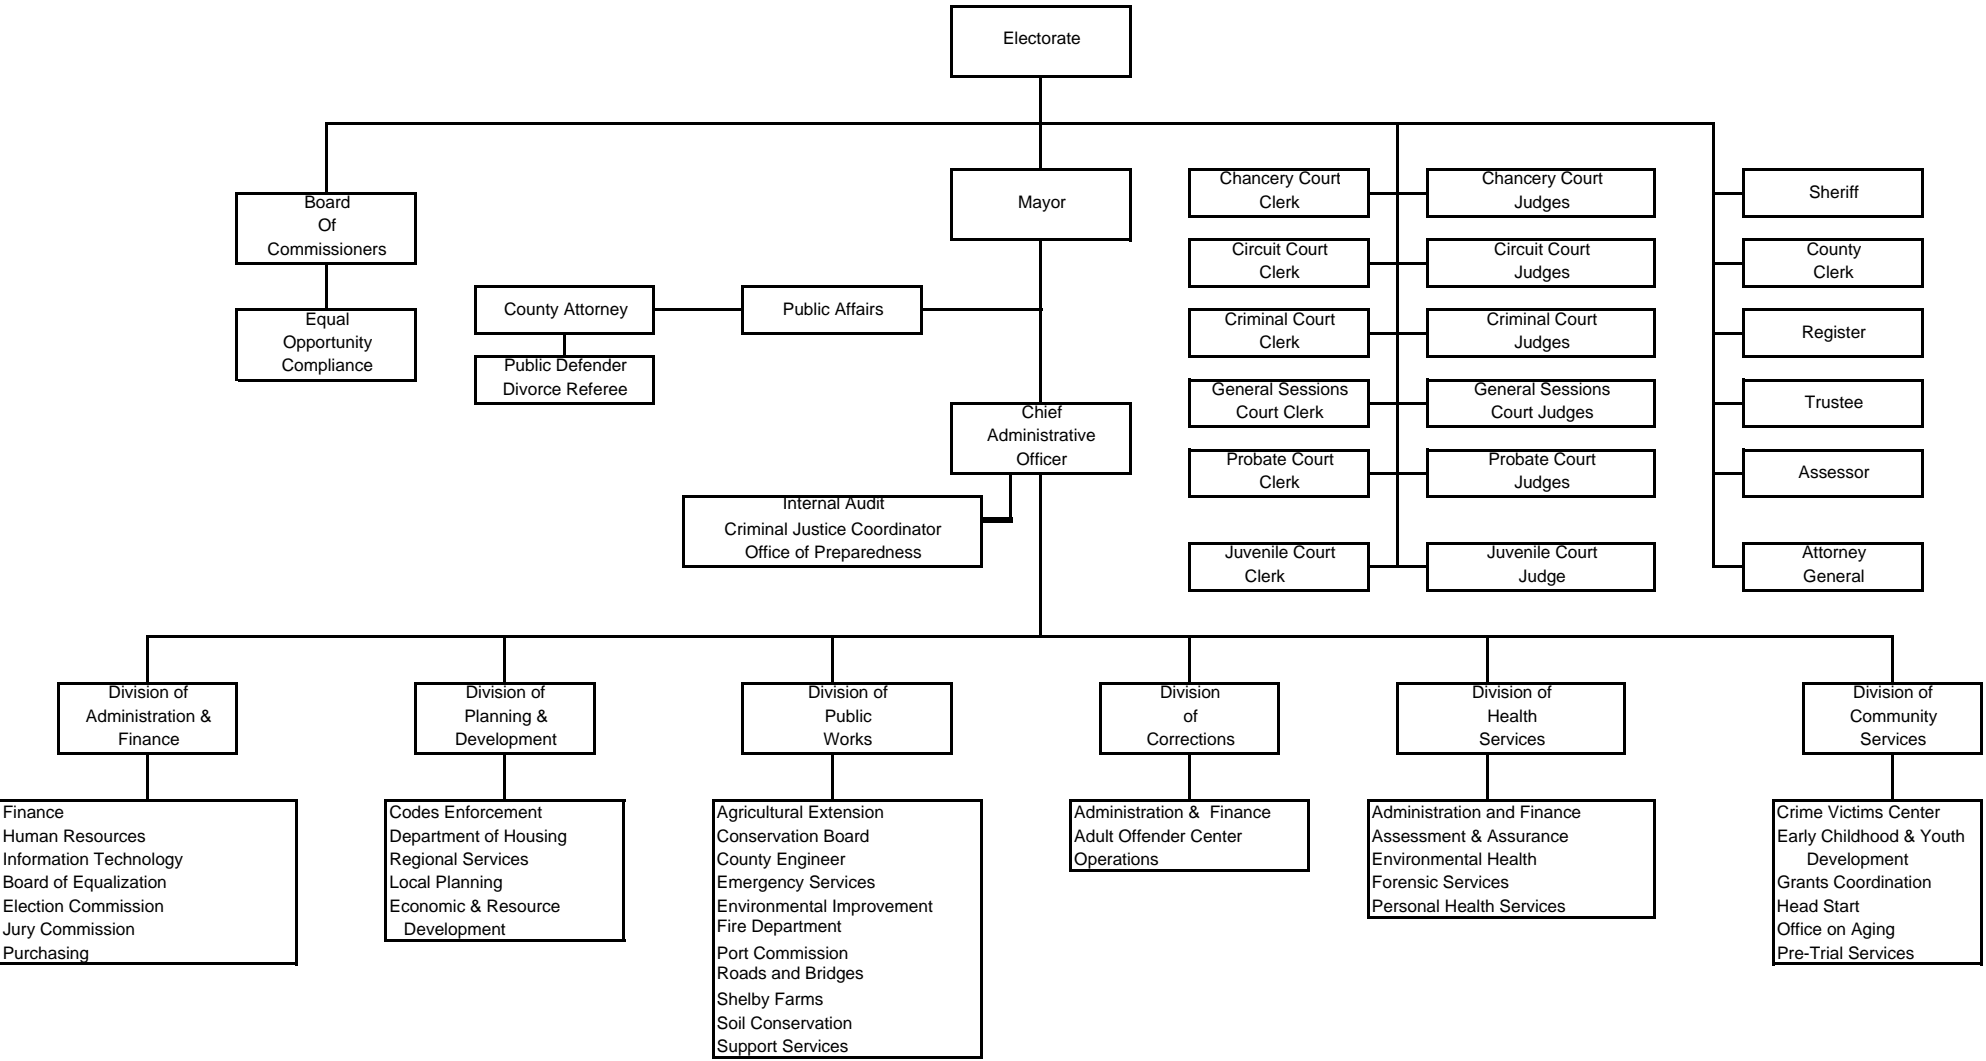 Electorate
Board
Of
Commissioners
Mayor
Chancery Court
Clerk
Chancery Court
Judges
Sheriff
Circuit Court
Clerk
Circuit Court
Judges
County
Clerk
Equal
Opportunity
Compliance
County Attorney
Public Affairs
Criminal Court
Clerk
Criminal Court
Judges
Register
Public Defender
Divorce Referee
Chief
Administrative
Officer
General Sessions
Court Clerk
General Sessions
Court Judges
Trustee
Probate Court
Clerk
Probate Court
Judges
Assessor
Internal Audit
Criminal Justice Coordinator
Office of Preparedness
Juvenile Court
Clerk
Juvenile Court
Judge
Attorney
General
Division of
Administration &
Finance
Division of
Planning &
Development
Division of
Public
Works
Division
of
Corrections
Division of
Health
Services
Division of
Community
Services
Finance
Human Resources
Information Technology
Board of Equalization
Election Commission
Jury Commission
Purchasing
Codes Enforcement
Department of Housing
Regional Services
Local Planning
Economic & Resource
Development
Agricultural Extension
Conservation Board
County Engineer
Emergency Services
Environmental Improvement
Fire Department
Port Commission
Roads and Bridges
Shelby Farms
Soil Conservation
Support Services
Administration & Finance
Adult Offender Center
Operations
Administration and Finance
Assessment & Assurance
Environmental Health
Forensic Services
Personal Health Services
Crime Victims Center
Early Childhood & Youth
Development
Grants Coordination
Head Start
Office on Aging
Pre-Trial Services